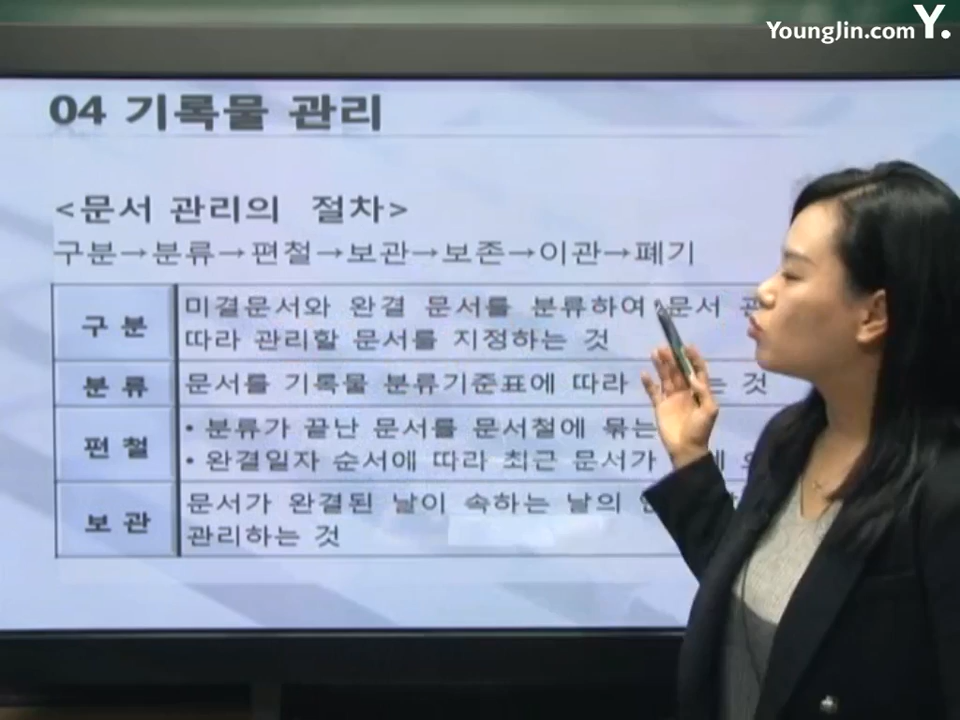 YoungJin.com Y.
04 기록물 관리
<문서 관리의 절차>
구분→분류→편철→보관→보존→이관→폐기
구 분
미결문서와 완결 문서를 분류하여 문서
따라 관리할 문서를 지정하는 것
분 류
문서를 기록물 분류기준표에 따라 는 것
편 철
• 분류가 끝난 문서를 문서철에 묶는
• 완결일자 순서에 따라 최근 문서가
보 관
문서가 완결된 날이 속하는 날의
관리하는 것